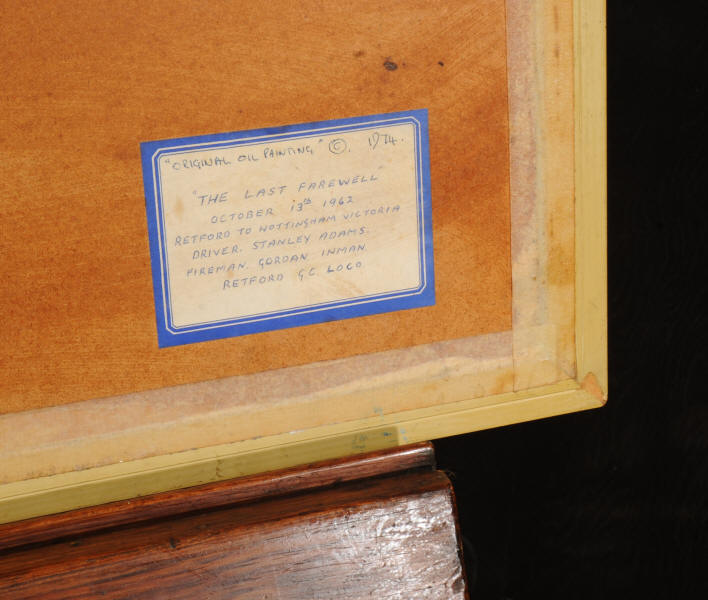 "ORIGINAL OIL PAINTING" ©. 1974.
"THE LAST FAREWELL"
OCTOBER 13th 1962
RETFORD TO NOTTINGHAM VICTORIA
DRIVER. STANLEY ADAMS.
FIREMAN. GORDAN INMAN.
RETFORD G.C. LOCO.